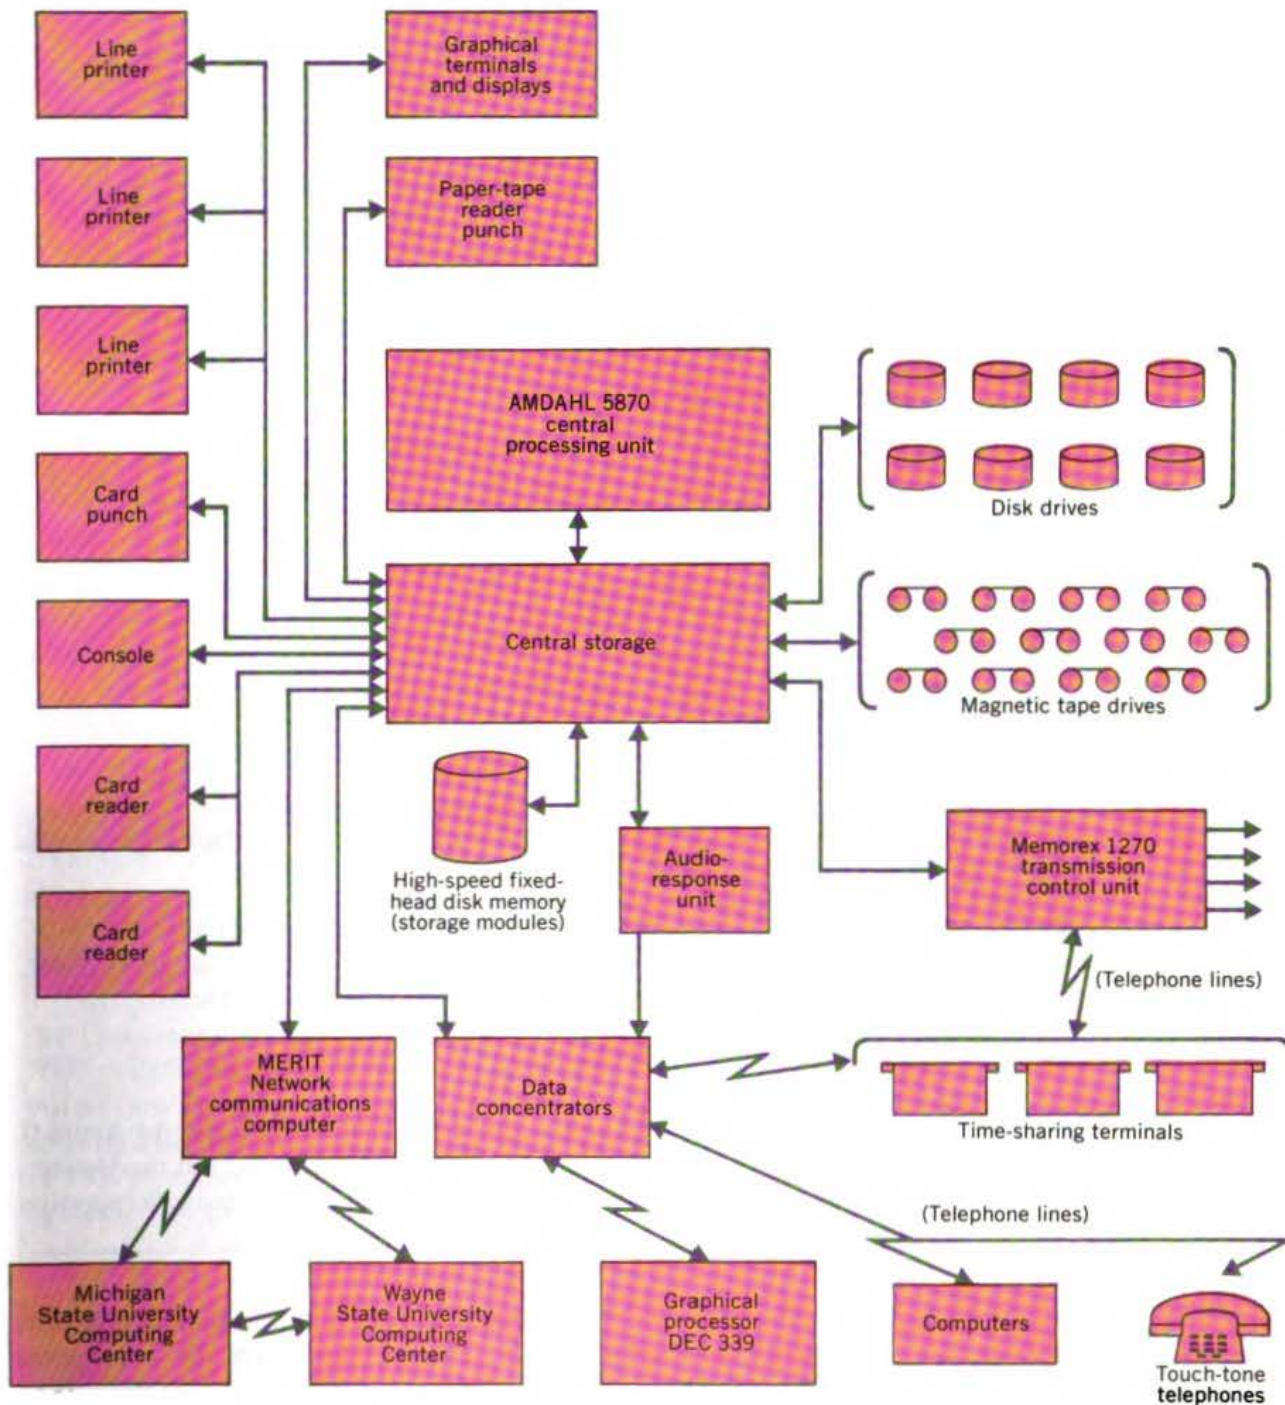 Line
printer
Graphical
terminals
and displays
Line
printer
Paper-tape
reader
punch
Line
printer
AMDAHL 5870
central
processing unit
Disk drives
Card
punch
Console
Central storage
Magnetic tape drives
Card
reader
High-speed fixed-
head disk memory
(storage modules)
Audio-
response
unit
Memorex 1270
transmission
control unit
Card
reader
(Telephone lines)
MERIT
Network
communications
computer
Data
concentrators
Time-sharing terminals
(Telephone lines)
Michigan
State University
Computing
Center
Wayne
State University
Computing
Center
Graphical
processor
DEC 339
Computers
Touch-tone
telephones